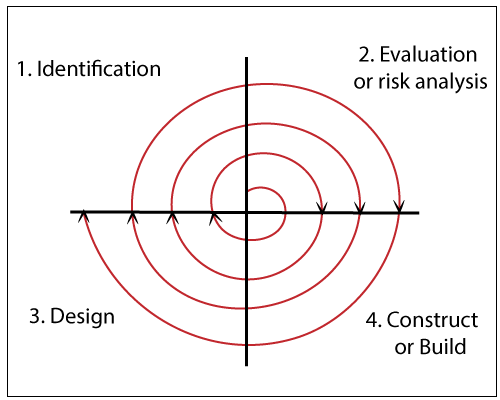 1. Identification
2. Evaluation
or risk analysis
3. Design
4. Construct
or Build